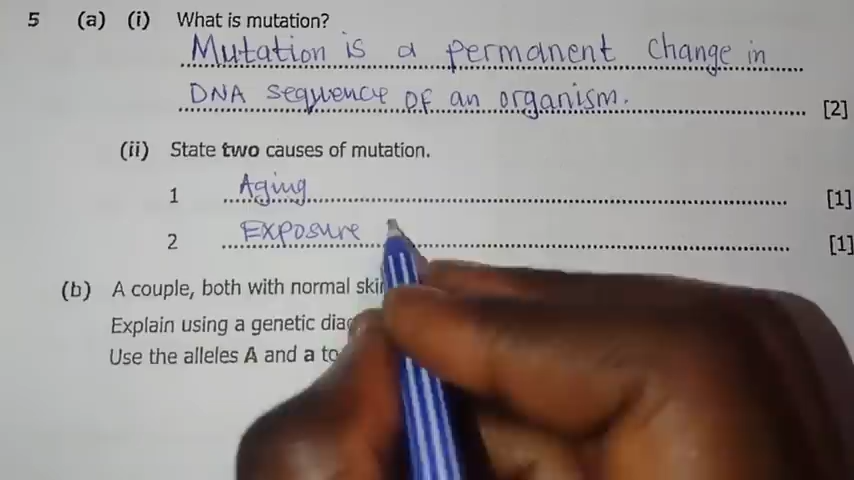 5 (a) (i) What is mutation?
Mutation is a permanent change in
DNA sequence of an organism.
[2]
(ii) State two causes of mutation.
1 Aging [1]
2 Exposure [1]
(b) A couple, both with normal
Explain using a genetic
Use the alleles A and a to